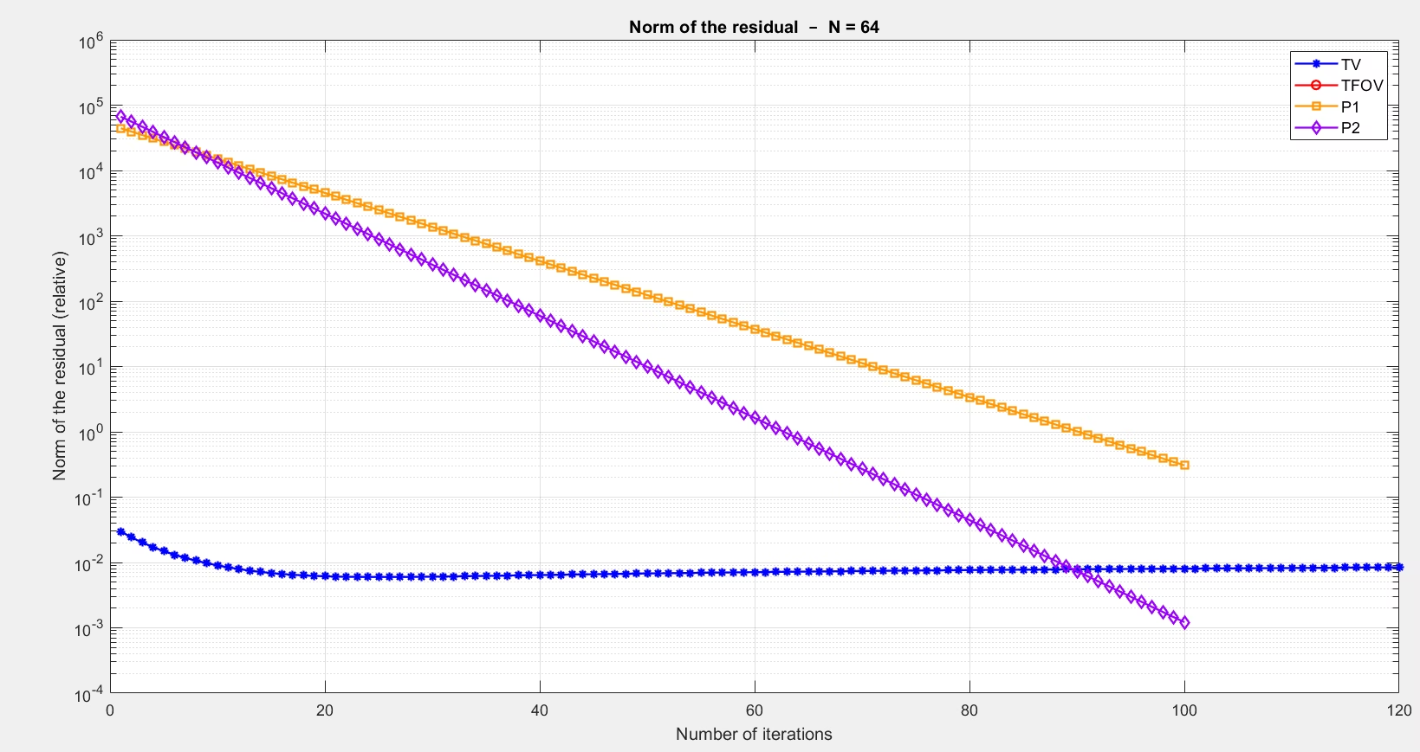 Norm of the residual – N = 64
TV
TFOV
P1
P2
Norm of the residual (relative)
10^6
10^5
10^4
10^3
10^2
10^1
10^0
10^-1
10^-2
10^-3
10^-4
0 20 40 60 80 100 120
Number of iterations